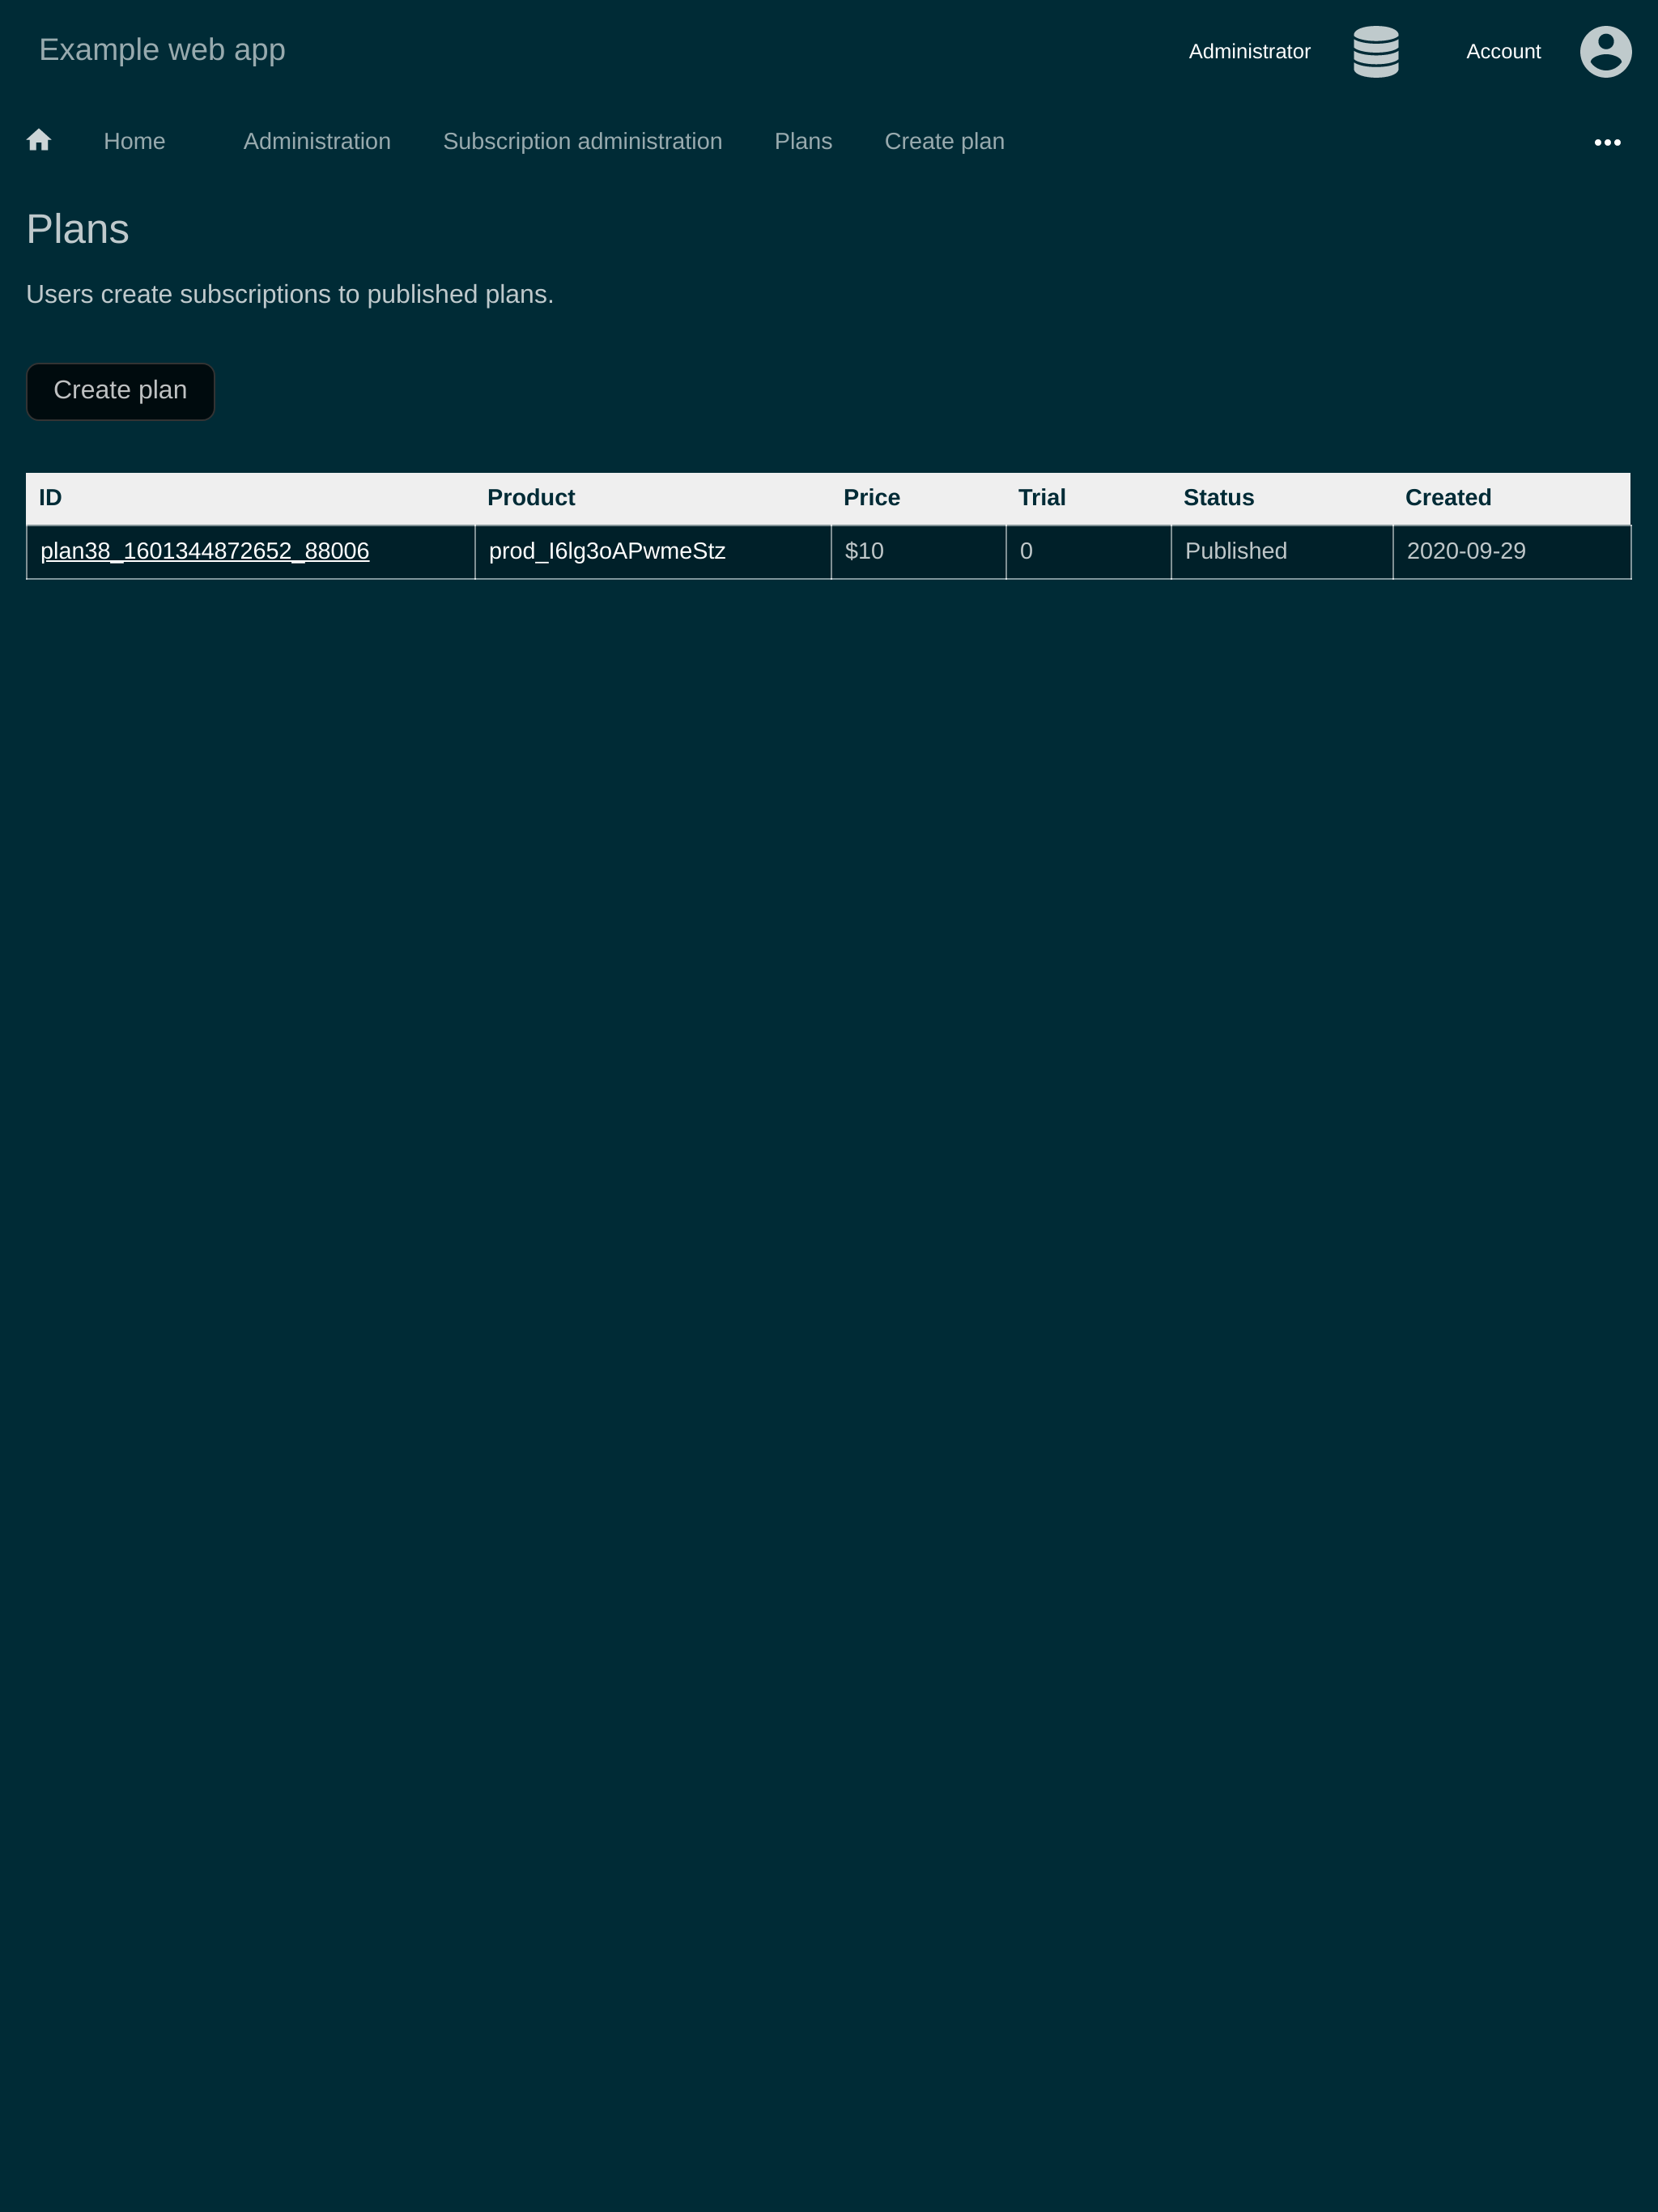 Example web app
Administrator
Account
Home Administration Subscription administration Plans Create plan
Plans
Users create subscriptions to published plans.
Create plan
ID Product Price Trial Status Created
plan38_1601344872652_88006 prod_I6lg3oAPwmeStz $10 0 Published 2020-09-29